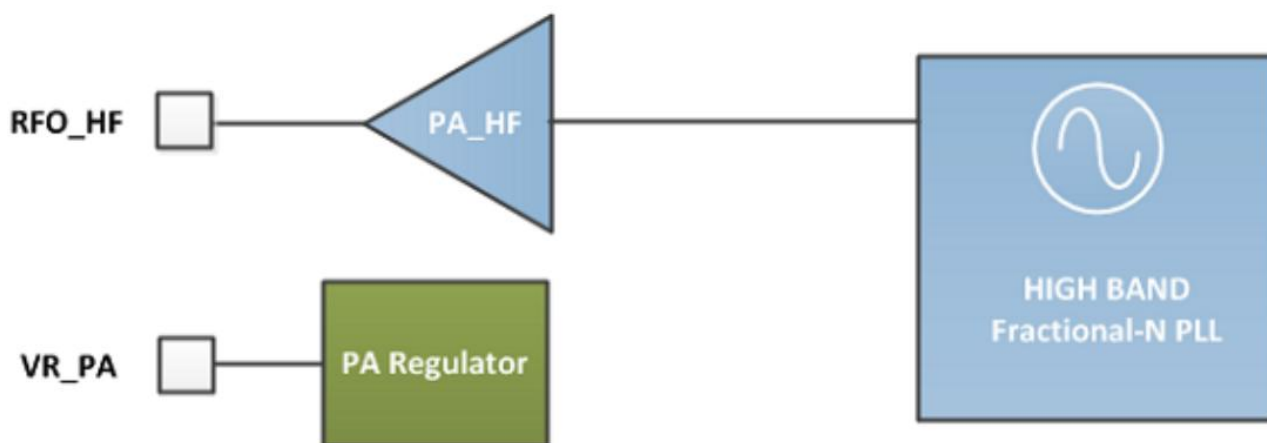 RFO_HF
PA_HF
HIGH BAND
Fractional-N PLL
VR_PA
PA Regulator